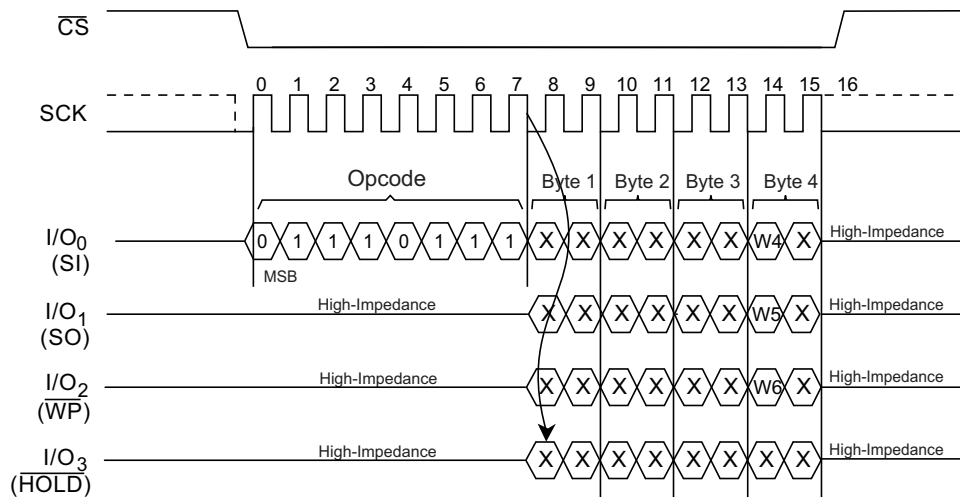 CS
0 1 2 3 4 5 6 7 8 9 10 11 12 13 14 15 16
SCK
Opcode Byte 1 Byte 2 Byte 3 Byte 4
I/O0 (SI) 0 1 1 1 0 1 1 1 X X X X X X W4 X High-Impedance
MSB
I/O1 (SO) High-Impedance X X X X X X W5 X High-Impedance
I/O2 (WP) High-Impedance X X X X X X W6 X High-Impedance
I/O3 (HOLD) High-Impedance X X X X X X X X High-Impedance